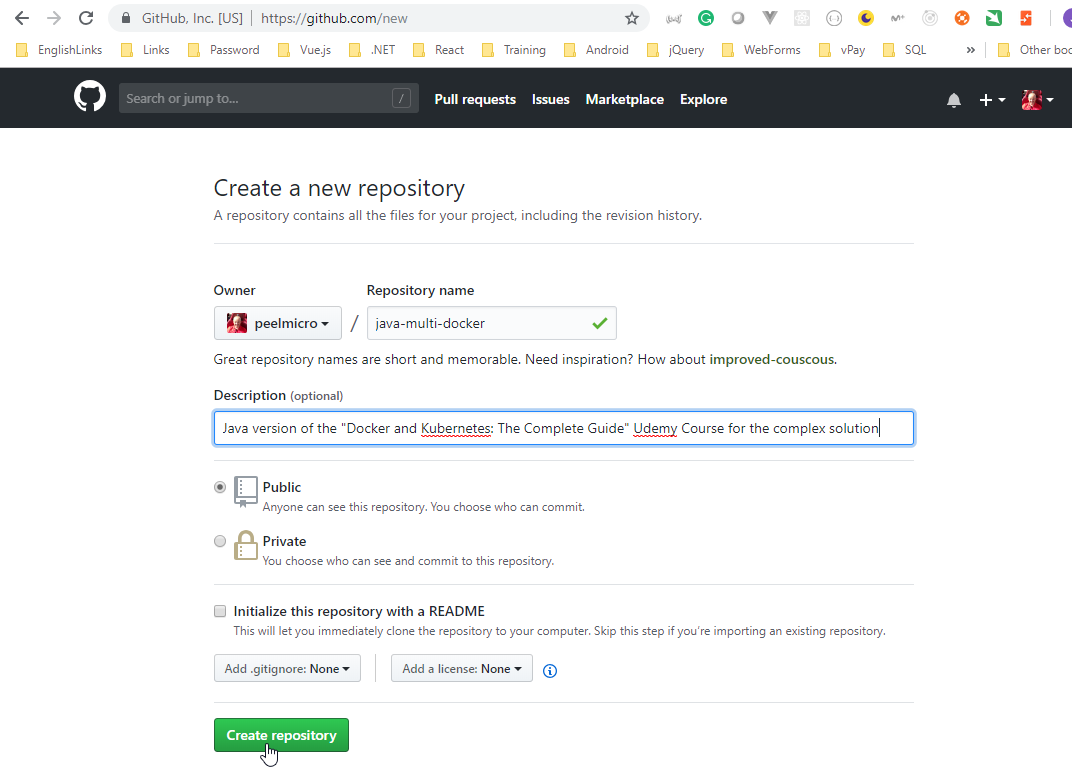 GitHub, Inc. [US] | https://github.com/new
EnglishLinks Links Password Vue.js .NET React Training Android jQuery WebForms vPay SQL » Other boo
Search or jump to... / Pull requests Issues Marketplace Explore
Create a new repository
A repository contains all the files for your project, including the revision history.
Owner Repository name
peelmicro / java-multi-docker
Great repository names are short and memorable. Need inspiration? How about improved-couscous.
Description (optional)
Java version of the "Docker and Kubernetes: The Complete Guide" Udemy Course for the complex solution
Public
Anyone can see this repository. You choose who can commit.
Private
You choose who can see and commit to this repository.
Initialize this repository with a README
This will let you immediately clone the repository to your computer. Skip this step if you're importing an existing repository.
Add .gitignore: None Add a license: None
Create repository